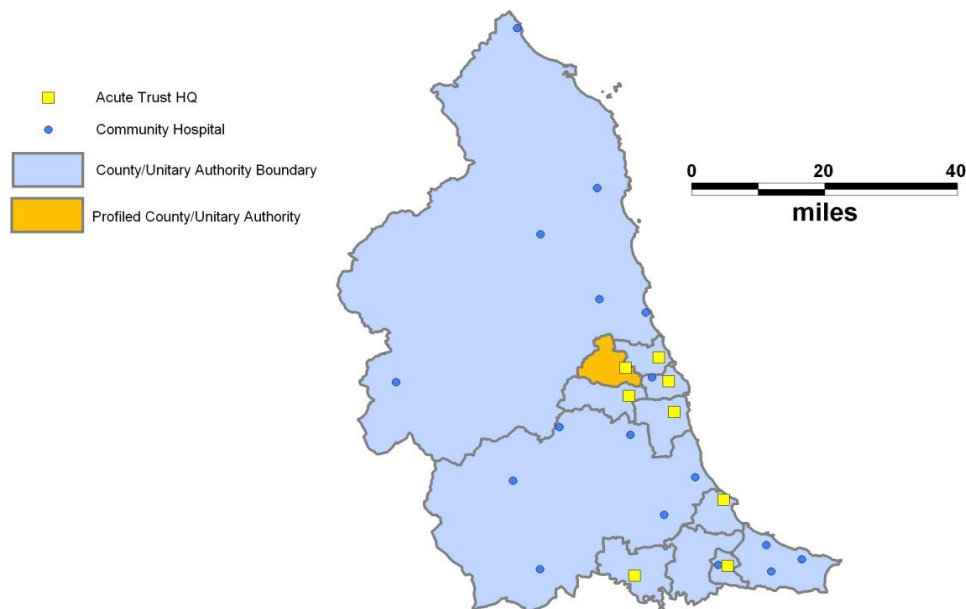 Acute Trust HQ
Community Hospital
County/Unitary Authority Boundary
Profiled County/Unitary Authority
0 20 40
miles